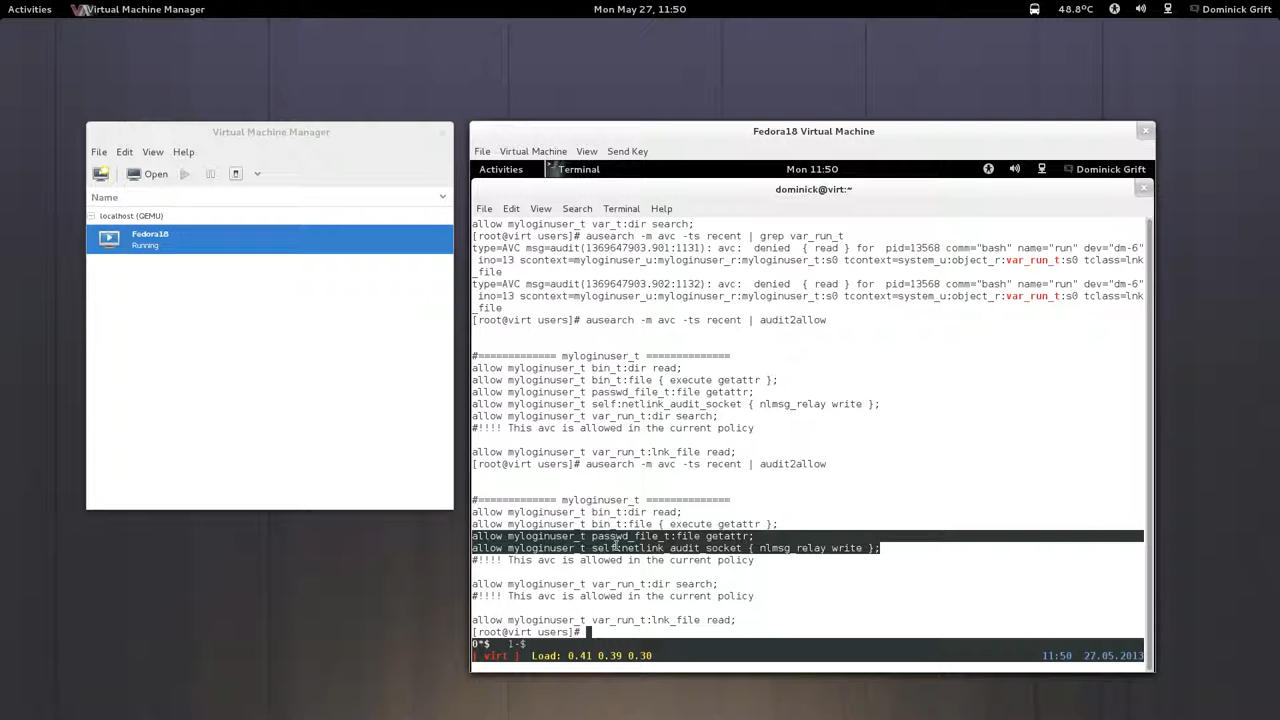 Activities
Virtual Machine Manager
Mon May 27, 11:50
48.8°C
Dominick Grift
Virtual Machine Manager
File Edit View Help
Open
Name
localhost (QEMU)
Fedora18
Running
Fedora18 Virtual Machine
File Virtual Machine View Send Key
Activities
Terminal
Mon 11:50
Dominick Grift
dominick@virt:~
File Edit View Search Terminal Help
allow myloginuser_t var_t:dir search;
[root@virt users]# ausearch -m avc -ts recent | grep var_run_t
type=AVC msg=audit(1369647903.901:1131): avc:  denied  { read } for  pid=13568 comm="bash" name="run" dev="dm-6"
ino=13 scontext=myloginuser_u:myloginuser_r:myloginuser_t:s0 tcontext=system_u:object_r:var_run_t:s0 tclass=lnk
_file
type=AVC msg=audit(1369647903.902:1132): avc:  denied  { read } for  pid=13568 comm="bash" name="run" dev="dm-6"
ino=13 scontext=myloginuser_u:myloginuser_r:myloginuser_t:s0 tcontext=system_u:object_r:var_run_t:s0 tclass=lnk
_file
[root@virt users]# ausearch -m avc -ts recent | audit2allow
#============= myloginuser_t ==============
allow myloginuser_t bin_t:dir read;
allow myloginuser_t bin_t:file { execute getattr };
allow myloginuser_t passwd_file_t:file getattr;
allow myloginuser_t self:netlink_audit_socket { nlmsg_relay write };
allow myloginuser_t var_run_t:dir search;
#!!!! This avc is allowed in the current policy
allow myloginuser_t var_run_t:lnk_file read;
[root@virt users]# ausearch -m avc -ts recent | audit2allow
#============= myloginuser_t ==============
allow myloginuser_t bin_t:dir read;
allow myloginuser_t bin_t:file { execute getattr };
allow myloginuser_t passwd_file_t:file getattr;
allow myloginuser_t self:netlink_audit_socket { nlmsg_relay write };
#!!!! This avc is allowed in the current policy
allow myloginuser_t var_run_t:dir search;
#!!!! This avc is allowed in the current policy
allow myloginuser_t var_run_t:lnk_file read;
[root@virt users]#
0*$ 1-$
[ virt ] Load: 0.41 0.39 0.30 11:50 27.05.2013